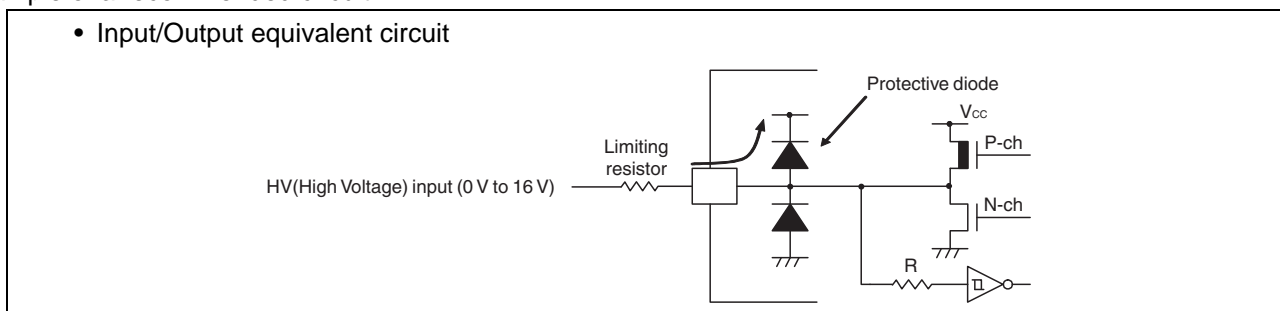 • Input/Output equivalent circuit
Protective diode
Vcc
P-ch
Limiting
resistor
HV(High Voltage) input (0 V to 16 V)
N-ch
R